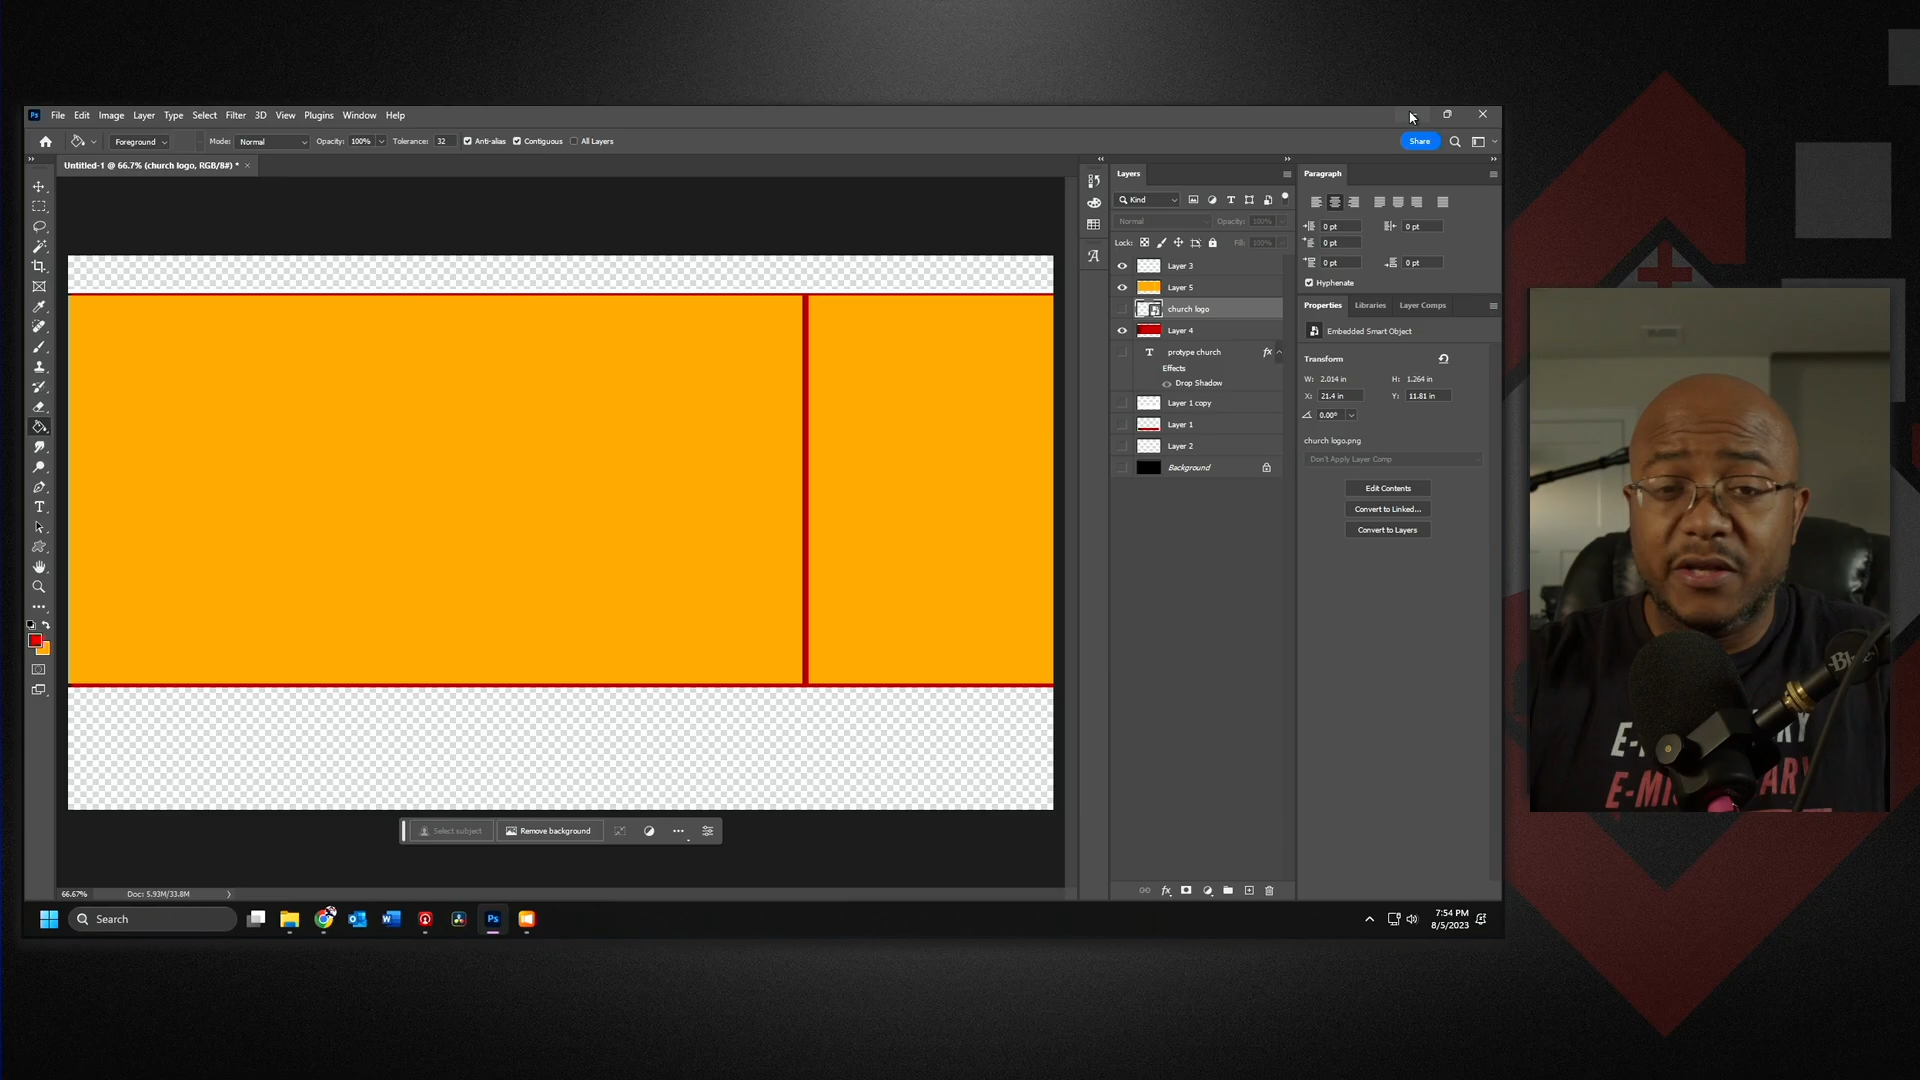 Ps File Edit Image Layer Type Select Filter 3D View Plugins Window Help
Foreground Mode: Normal Opacity: 100% Tolerance: 32 Anti-alias Contiguous All Layers Share
Untitled-1 @ 66.7% (church logo, RGB/8#) * ×
Layers
Kind
Normal Opacity: 100%
Lock: Fill: 100%
Layer 3
Layer 5
church logo
Layer 4
T protype church fx
Effects
Drop Shadow
Layer 1 copy
Layer 1
Layer 2
Background
Paragraph
0 pt 0 pt
0 pt
0 pt 0 pt
Hyphenate
Properties Libraries Layer Comps
Embedded Smart Object
Transform
W: 2.014 in H: 1.264 in
X: 21.4 in Y: 11.81 in
0.00°
church logo.png
Don't Apply Layer Comp
Edit Contents
Convert to Linked...
Convert to Layers
Select subject Remove background
66.67% Doc: 5.93M/33.8M
Search
Ps
7:54 PM
8/5/2023